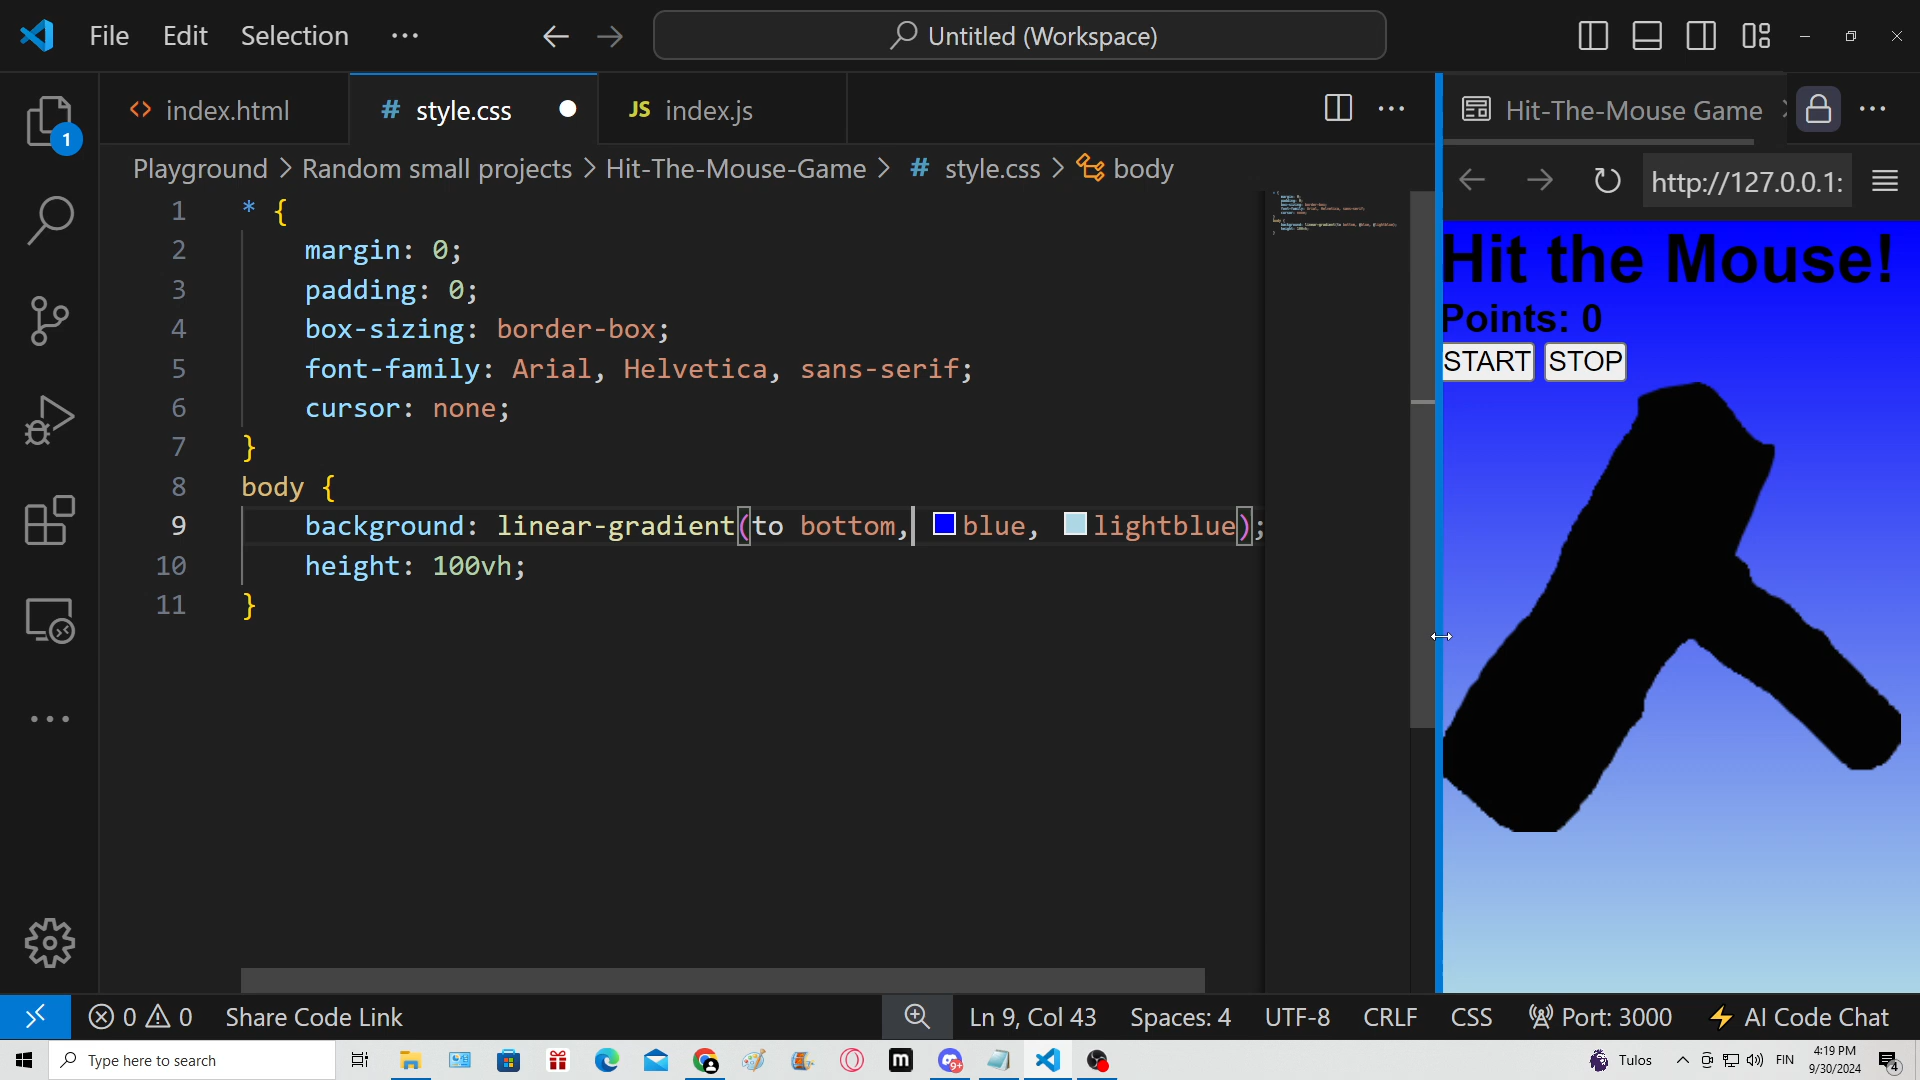 File Edit Selection ··· Untitled (Workspace)
index.html # style.css JS index.js
Hit-The-Mouse Game
Playground > Random small projects > Hit-The-Mouse-Game > # style.css > body
http://127.0.0.1:
1 * {
2 margin: 0;
3 padding: 0;
4 box-sizing: border-box;
5 font-family: Arial, Helvetica, sans-serif;
6 cursor: none;
7 }
8 body {
9 background: linear-gradient(to bottom, blue, lightblue);
10 height: 100vh;
11 }
1
Hit the Mouse!
Points: 0
START STOP
0 0 Share Code Link Ln 9, Col 43 Spaces: 4 UTF-8 CRLF CSS Port: 3000 AI Code Chat
Type here to search m 9+ Tulos FIN 4:19 PM
9/30/2024 4